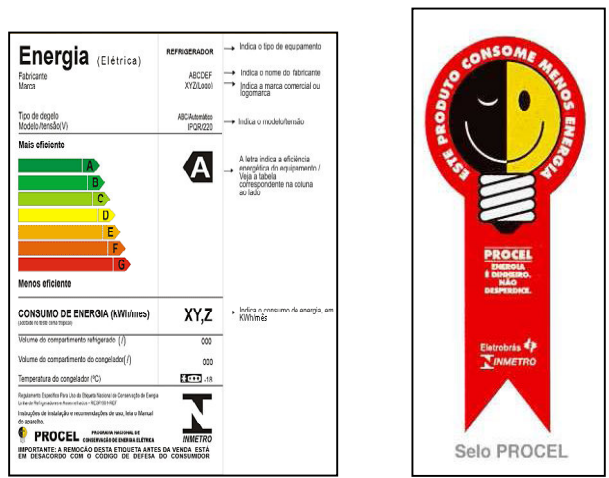 Energia (Elétrica)
REFRIGERADOR
Indica o tipo de equipamento
Fabricante
ABCDEF
Indica o nome do fabricante
Marca
XYZ(Logo)
Indica a marca comercial ou
logomarca
Tipo de degelo
ABC/Automático
Modelo/tensão(V)
IPQR/220
Indica o modelo/tensão
Mais eficiente
A
B
C
D
E
F
G
A
A letra indica a eficiência
energética do equipamento /
Veja a tabela
correspondente na coluna
ao lado
Menos eficiente
CONSUMO DE ENERGIA (kWh/mês)
XY,Z
Indica o consumo de energia, em
KWh/mês
Volume do compartimento refrigerado (/)
000
Volume do compartimento do congelador(/)
000
Temperatura do congelador (ºC)
-18
Regulamento Específico Para Uso da Etiqueta Nacional de Conservação de Energia
Instruções de instalação e recomendações de uso, leia o Manual
do aparelho.
PROCEL
PROGRAMA NACIONAL DE
CONSERVAÇÃO DE ENERGIA ELÉTRICA
INMETRO
IMPORTANTE: A REMOÇÃO DESTA ETIQUETA ANTES DA VENDA ESTÁ
EM DESACORDO COM O CÓDIGO DE DEFESA DO CONSUMIDOR
ESTE PRODUTO CONSOME MENOS ENERGIA
PROCEL
ENERGIA
É DINHEIRO.
NÃO
DESPERDICE.
Eletrobrás
INMETRO
Selo PROCEL